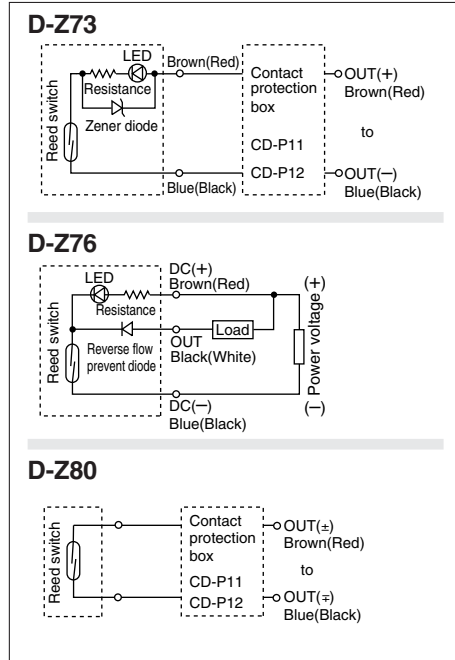 D-Z73
LED
Brown(Red)
Resistance
Zener diode
Reed switch
Blue(Black)
Contact
protection
box
CD-P11
CD-P12
OUT(+)
Brown(Red)
to
OUT(−)
Blue(Black)
D-Z76
LED
DC(+)
Brown(Red)
Resistance
Reed switch
Reverse flow
prevent diode
OUT
Black(White)
Load
(+)
Power voltage
(−)
DC(−)
Blue(Black)
D-Z80
Reed switch
Contact
protection
box
CD-P11
CD-P12
OUT(±)
Brown(Red)
to
OUT(∓)
Blue(Black)